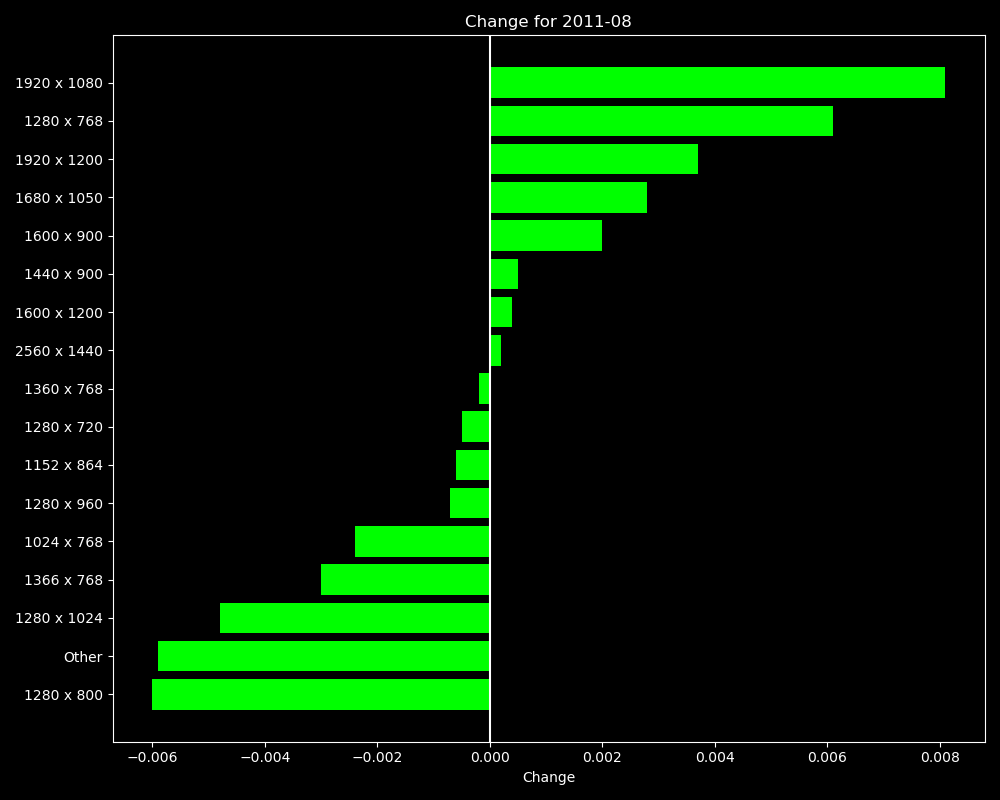 Change for 2011-08
1920 x 1080
1280 x 768
1920 x 1200
1680 x 1050
1600 x 900
1440 x 900
1600 x 1200
2560 x 1440
1360 x 768
1280 x 720
1152 x 864
1280 x 960
1024 x 768
1366 x 768
1280 x 1024
Other
1280 x 800
−0.006 −0.004 −0.002 0.000 0.002 0.004 0.006 0.008
Change